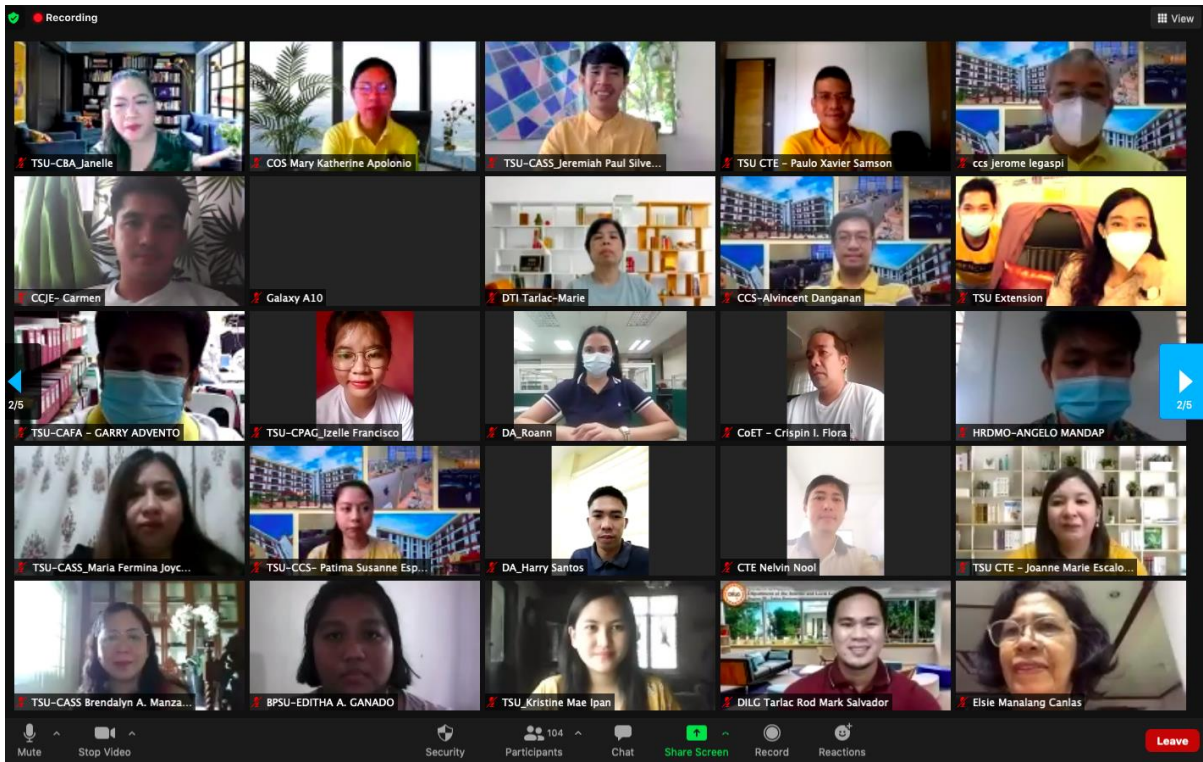 Recording
View
TSU-CBA_Janelle
COS Mary Katherine Apolonio
TSU-CASS_Jeremiah Paul Silve...
TSU CTE - Paulo Xavier Samson
ccs jerome legaspi
CCJE- Carmen
Galaxy A10
DTI Tarlac-Marie
CCS-Alvincent Danganan
TSU Extension
TSU-CAFA - GARRY ADVENTO
TSU-CPAG_Izelle Francisco
DA_Roann
CoET - Crispin I. Flora
HRDMO-ANGELO MANDAP
2/5
2/5
TSU-CASS_Maria Fermina Joyc...
TSU-CCS- Patima Susanne Esp...
DA_Harry Santos
CTE Nelvin Nool
TSU CTE - Joanne Marie Escalo...
TSU-CASS Brendalyn A. Manza...
BPSU-EDITHA A. GANADO
TSU_Kristine Mae Ipan
DILG Tarlac Rod Mark Salvador
Elsie Manalang Canlas
Mute
Stop Video
Security
Participants
104
Chat
Share Screen
Record
Reactions
Leave